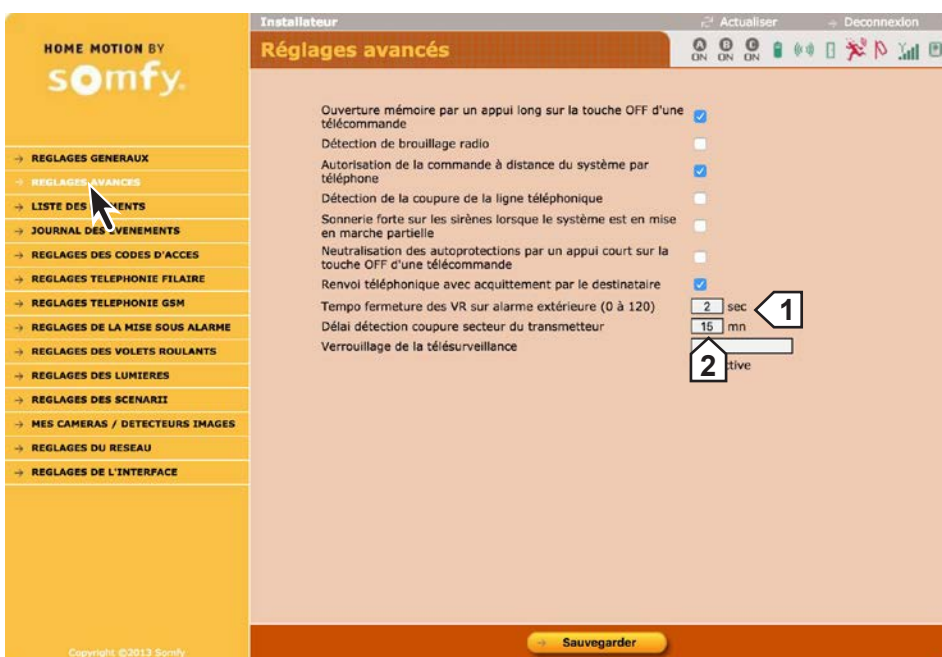 Installateur
Actualiser
Deconnexion
HOME MOTION BY
somfy.
Réglages avancés
A B C
ON ON ON
Ouverture mémoire par un appui long sur la touche OFF d'une
télécommande
Détection de brouillage radio
Autorisation de la commande à distance du système par
téléphone
Détection de la coupure de la ligne téléphonique
Sonnerie forte sur les sirènes lorsque le système est en mise
en marche partielle
Neutralisation des autoprotections par un appui court sur la
touche OFF d'une télécommande
Renvoi téléphonique avec acquittement par le destinataire
Tempo fermeture des VR sur alarme extérieure (0 à 120) 2 sec 1
Délai détection coupure secteur du transmetteur 15 mn
Verrouillage de la télésurveillance
2
REGLAGES GENERAUX
REGLAGES AVANCES
LISTE DES
JOURNAL DES EVENEMENTS
REGLAGES DES CODES D'ACCES
REGLAGES TELEPHONIE FILAIRE
REGLAGES TELEPHONIE GSM
REGLAGES DE LA MISE SOUS ALARME
REGLAGES DES VOLETS ROULANTS
REGLAGES DES LUMIERES
REGLAGES DES SCENARII
MES CAMERAS / DETECTEURS IMAGES
REGLAGES DU RESEAU
REGLAGES DE L'INTERFACE
Sauvegarder
Copyright ©2013 Somfy